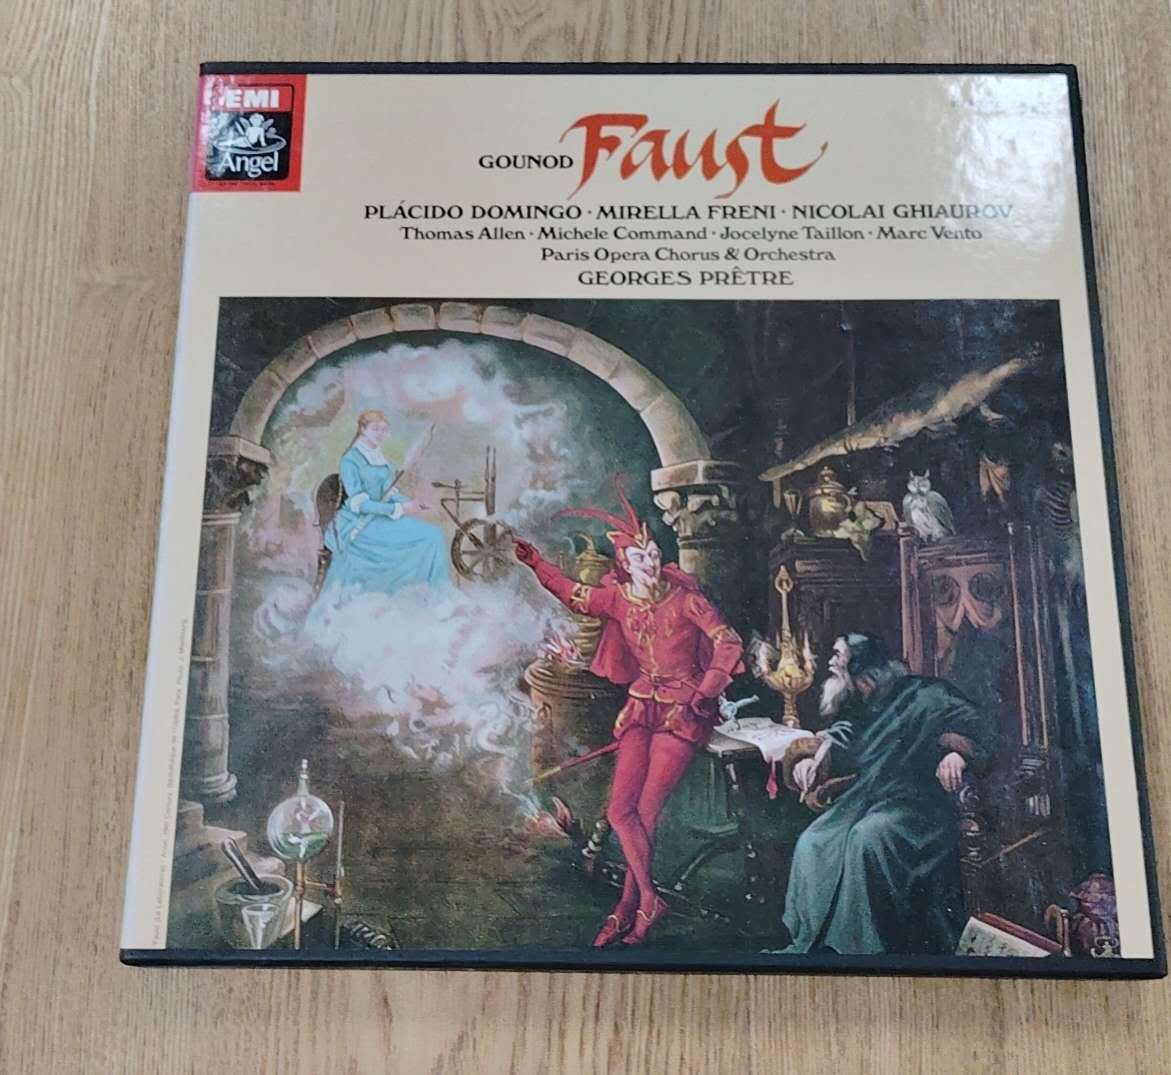 EMI
Angel
GOUNOD Faust
PLÁCIDO DOMINGO · MIRELLA FRENI · NICOLAI GHIAUROV
Thomas Allen · Michele Command · Jocelyne Taillon · Marc Vento
Paris Opera Chorus & Orchestra
GEORGES PRÊTRE